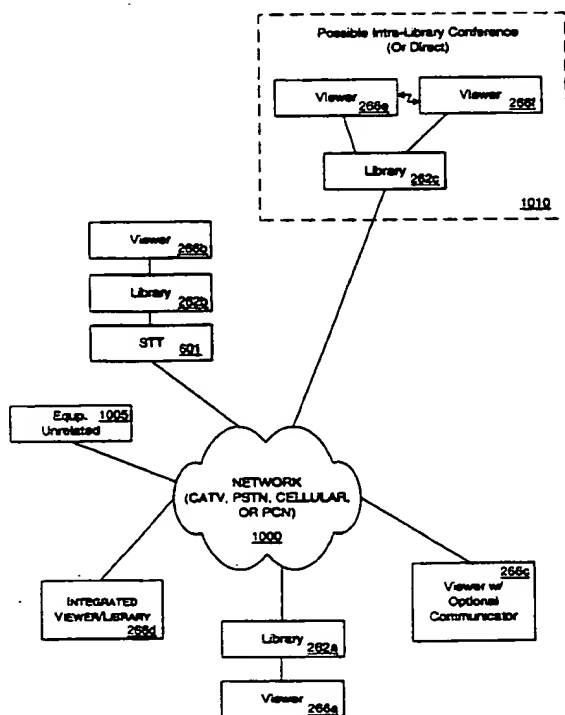 Possible Intra-Library Conference
(Or Direct)
Viewer
266e
Viewer
266f
Library
262c
1010
Viewer
266b
Library
262b
STT
601
Equip. 1005
Unrelated
NETWORK
(CATV, PSTN, CELLULAR,
OR PCN)
1000
INTEGRATED
VIEWER/LIBRARY
266d
266c
Viewer w/
Optional
Communicator
Library
262a
Viewer
266a